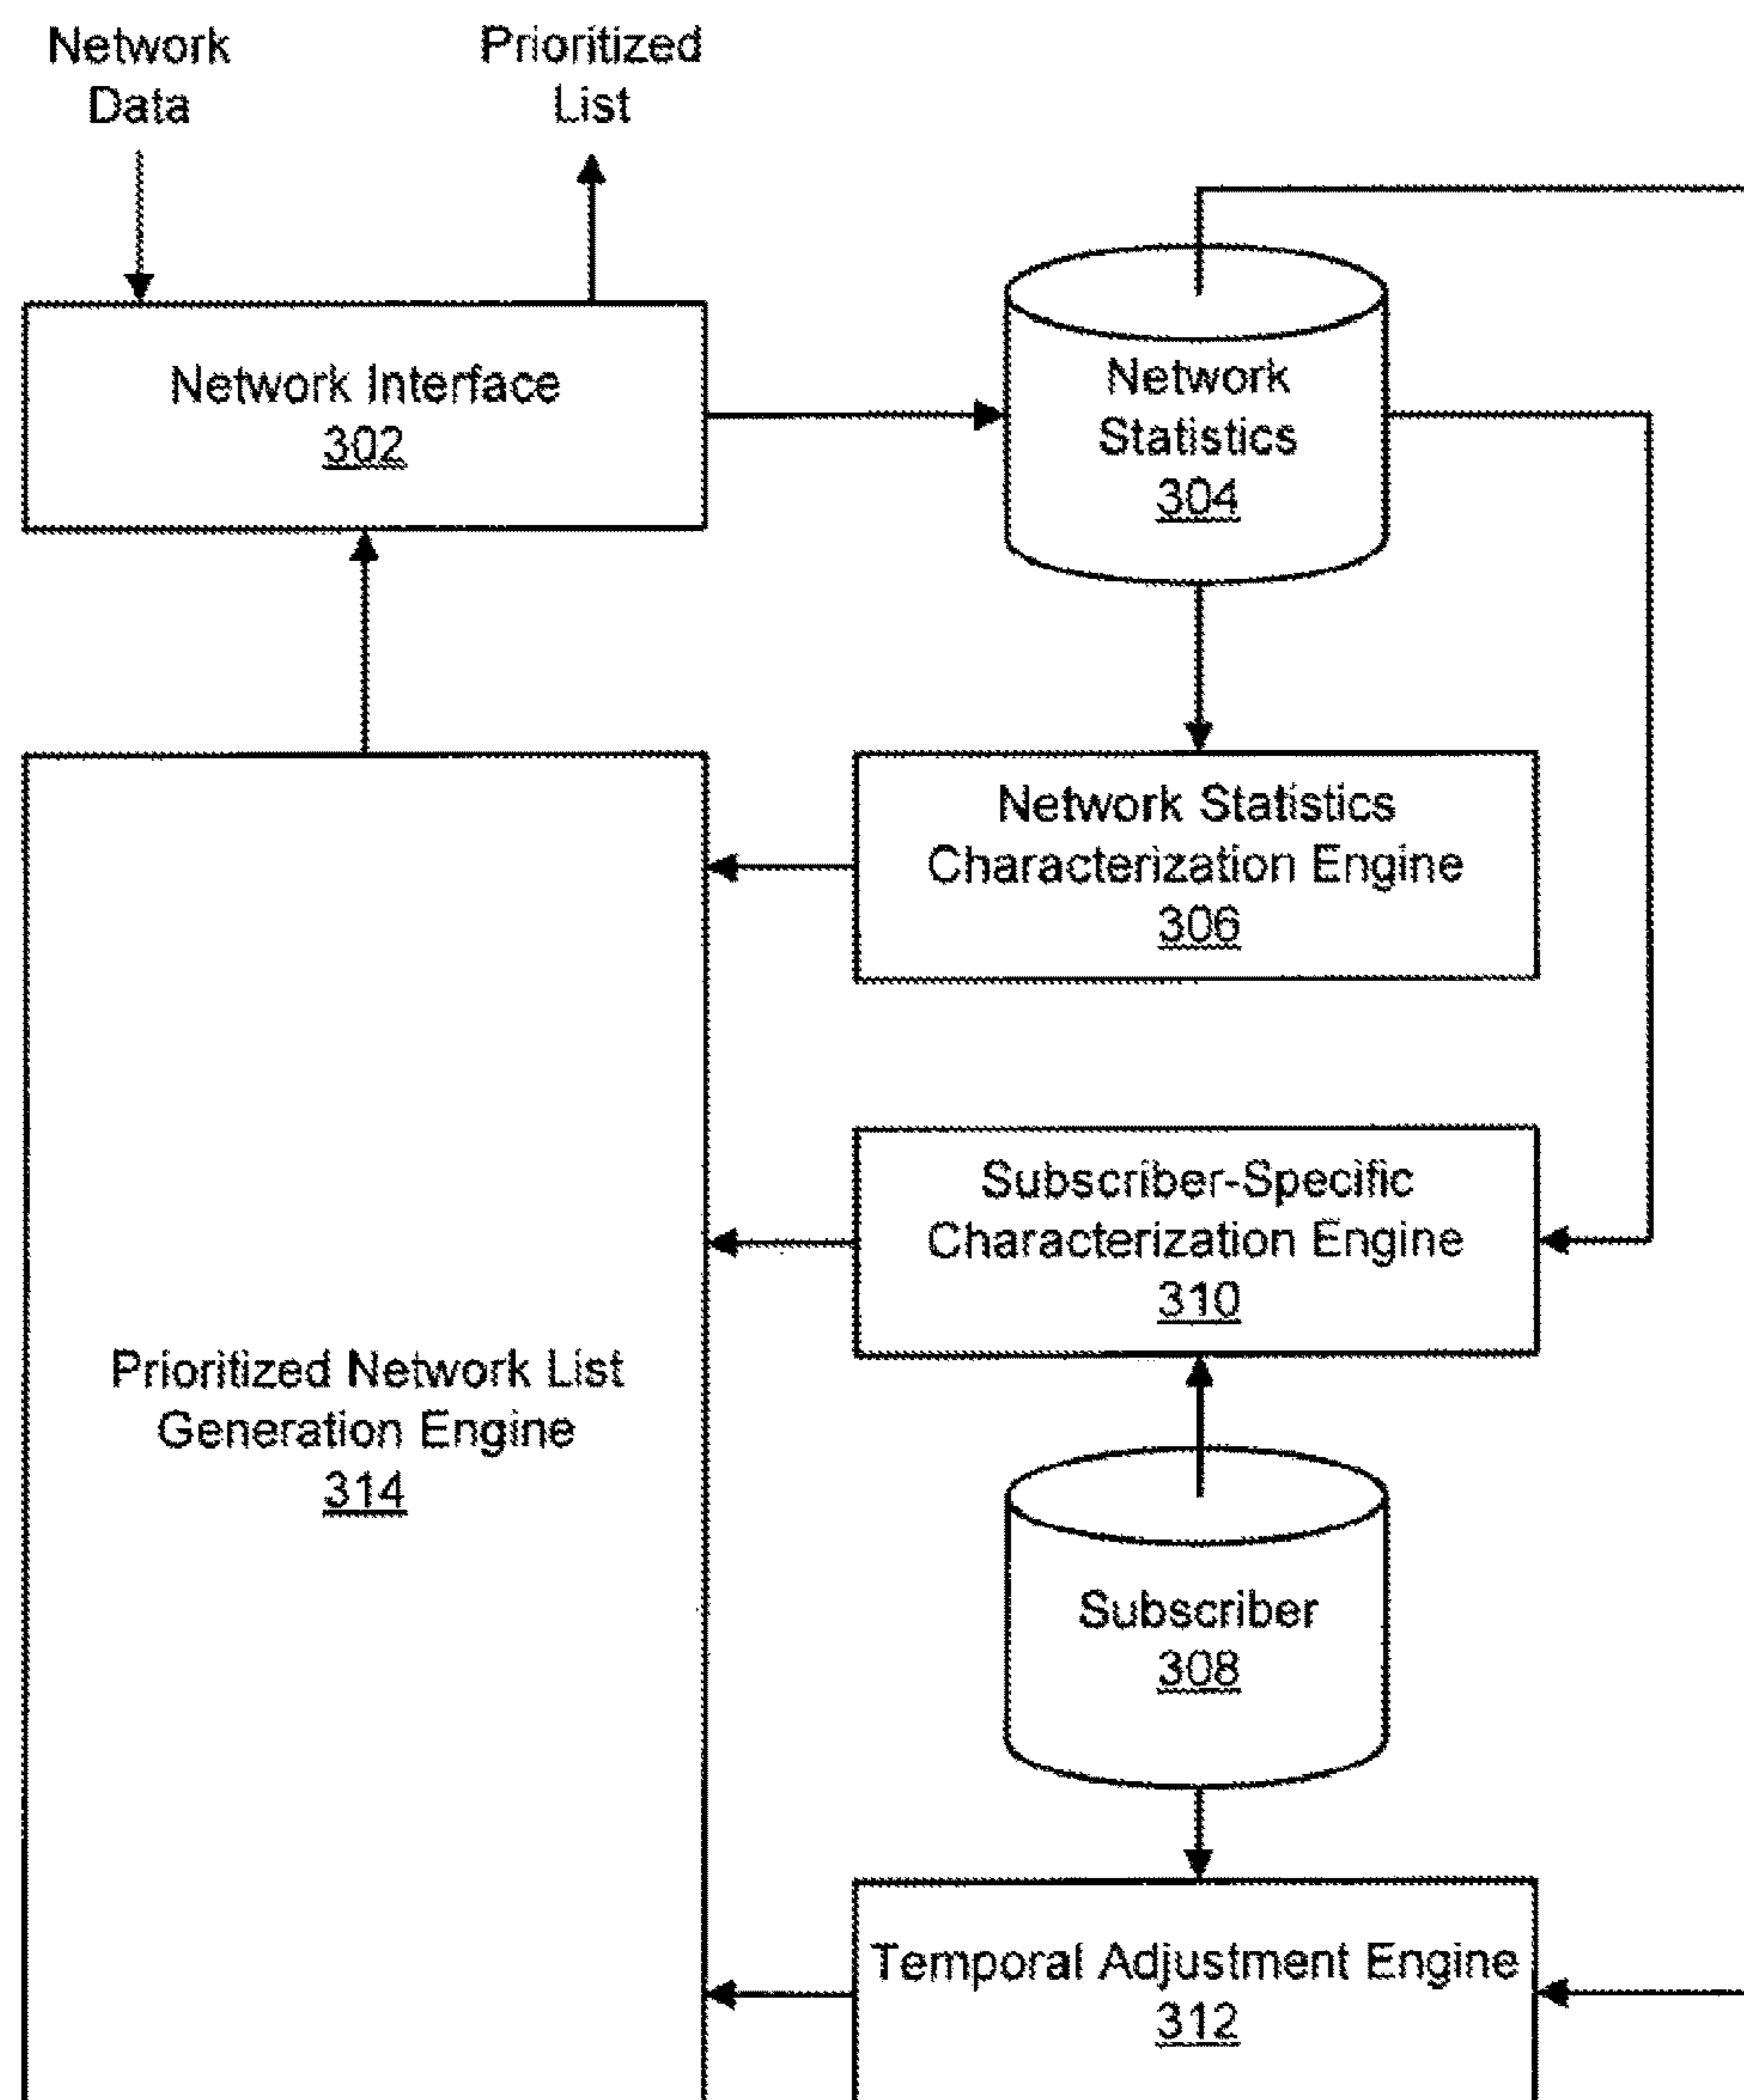 Network
Data
Prioritized
List
Network Interface
302
Network
Statistics
304
Network Statistics
Characterization Engine
306
Subscriber-Specific
Characterization Engine
310
Prioritized Network List
Generation Engine
314
Subscriber
308
Temporal Adjustment Engine
312